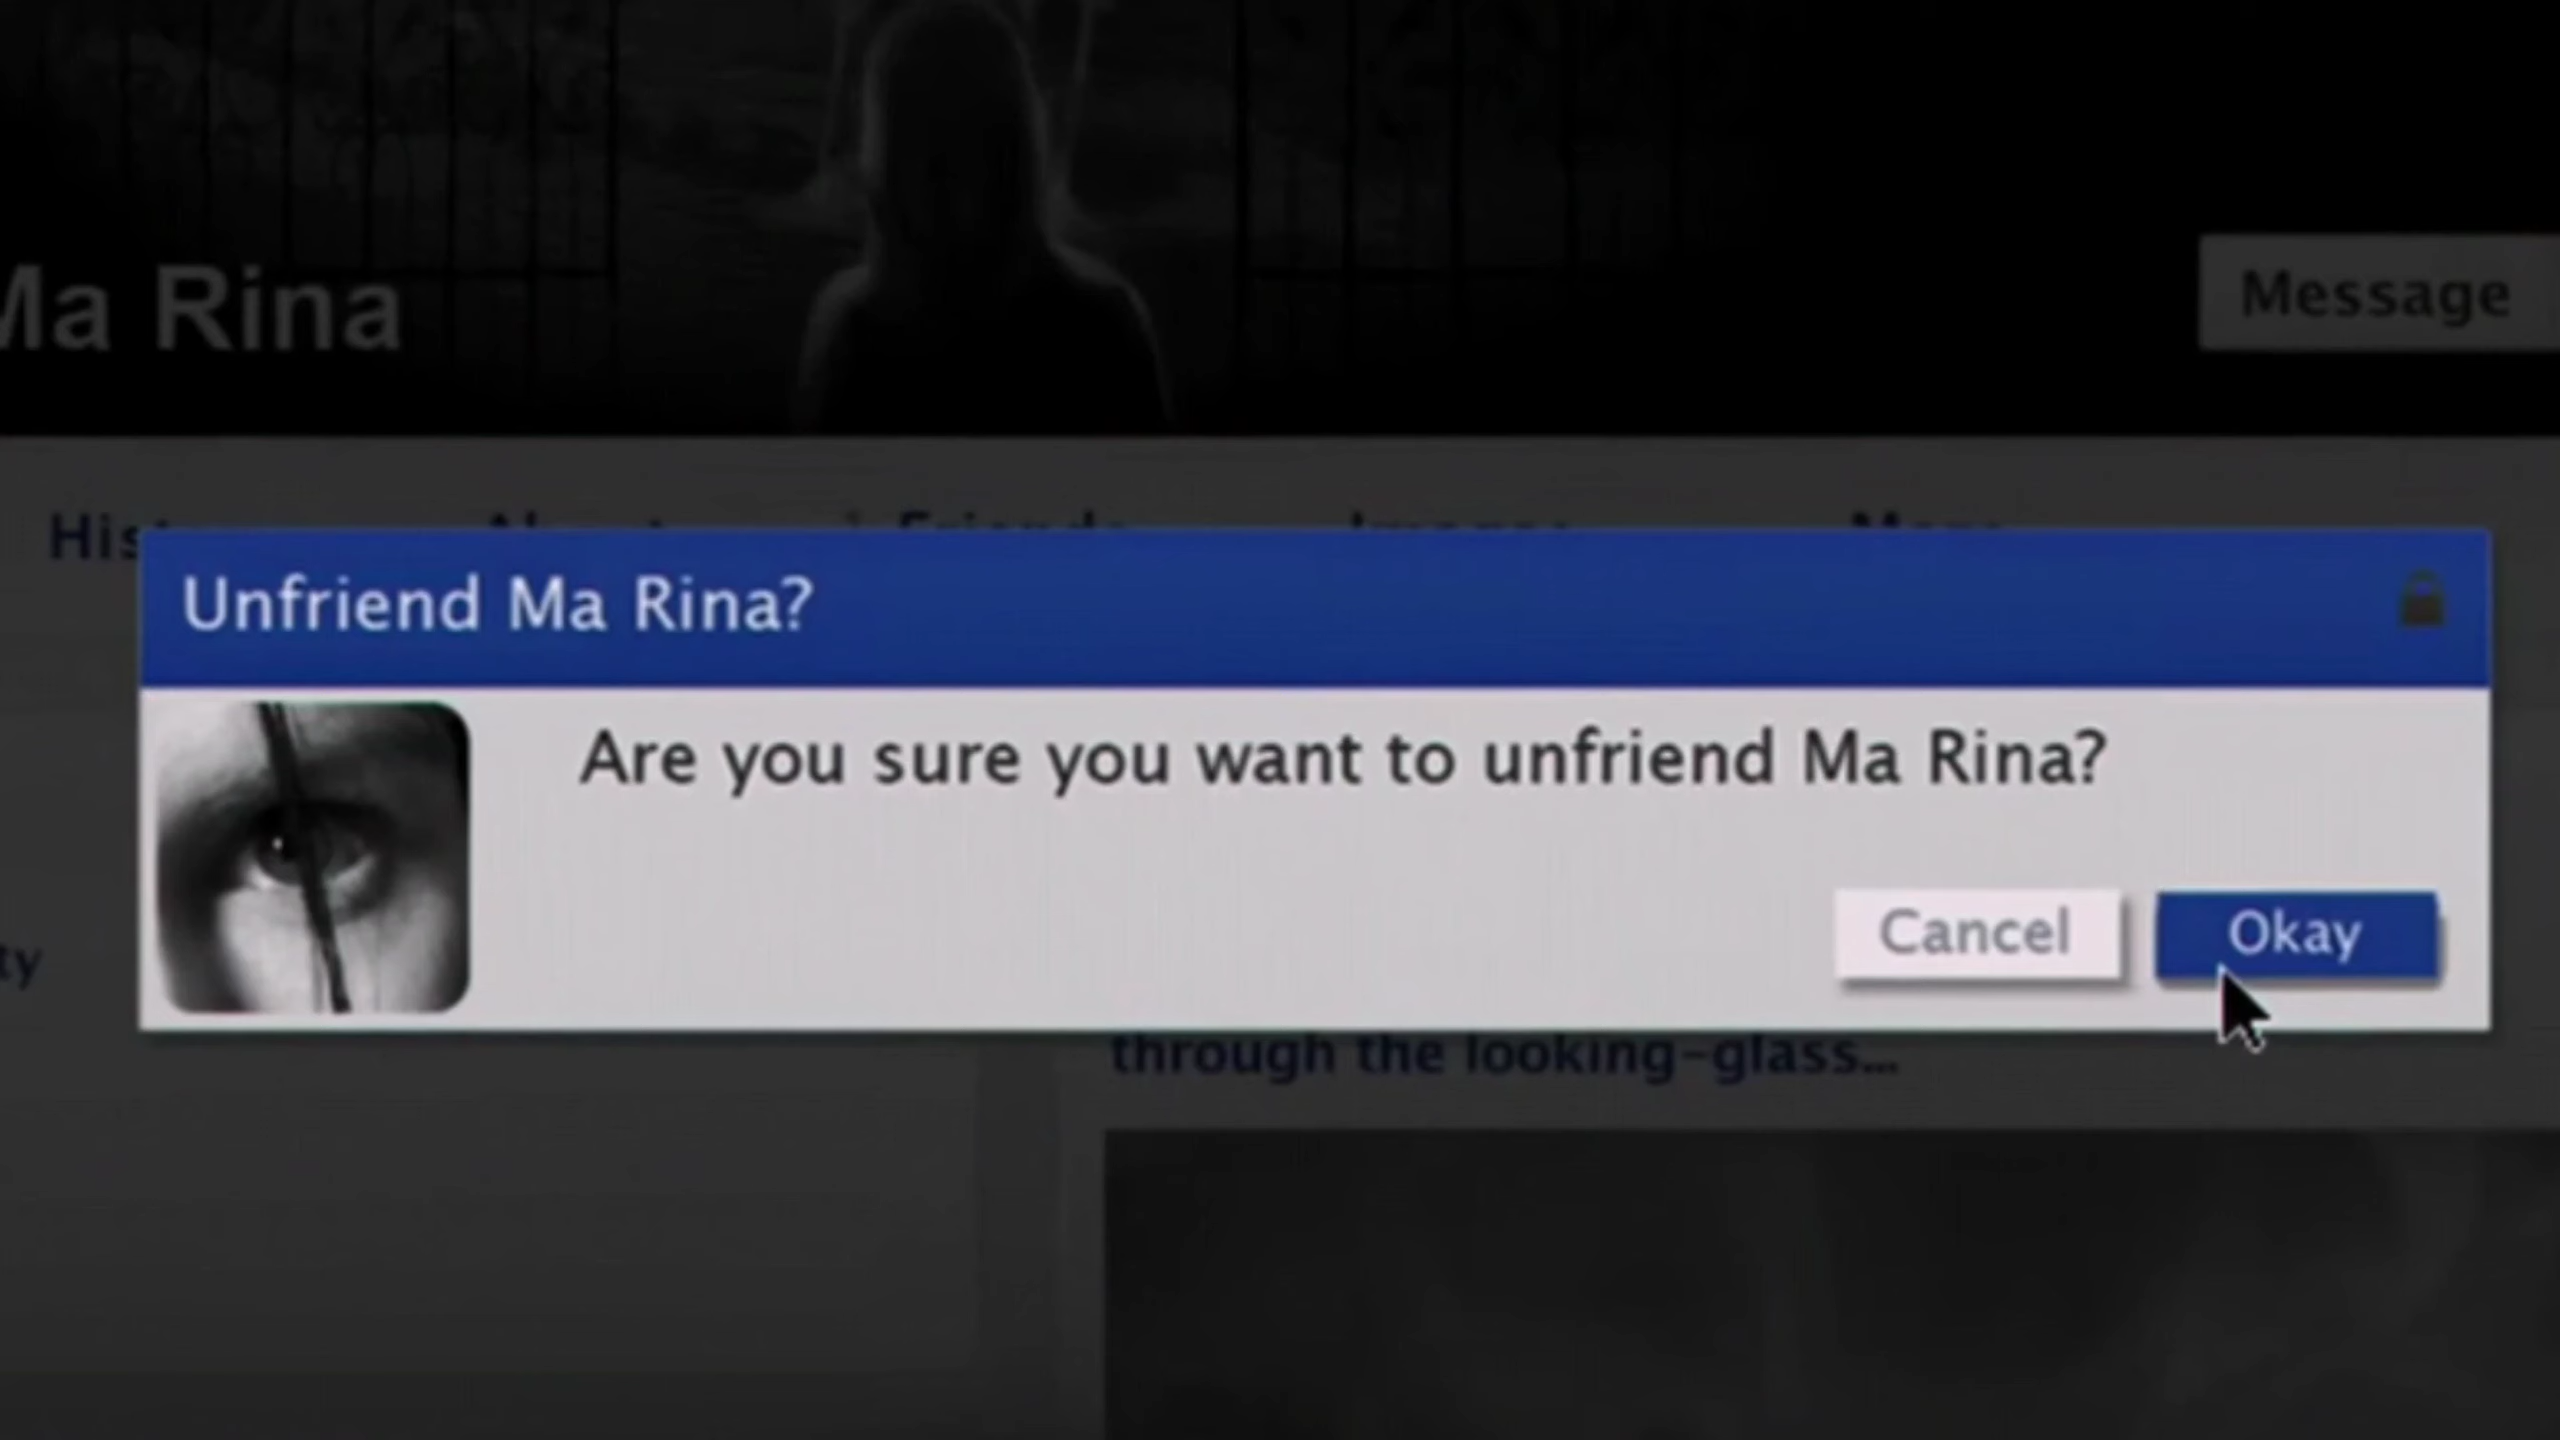 Ma Rina
Message
Unfriend Ma Rina?
Are you sure you want to unfriend Ma Rina?
Cancel
Okay
through the looking-glass...